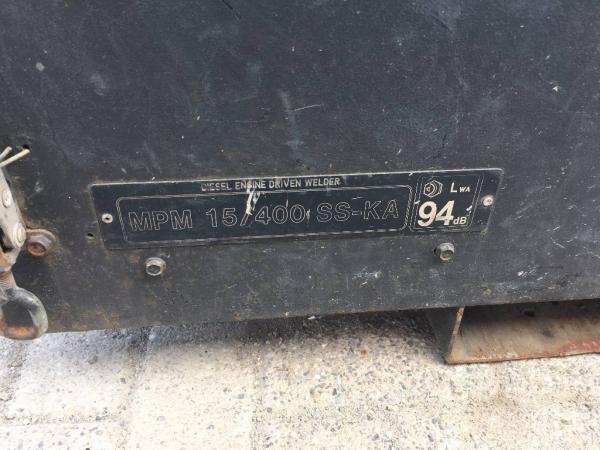 DIESEL ENGINE DRIVEN WELDER
MPM 15/400 SS-KA
LWA
94dB